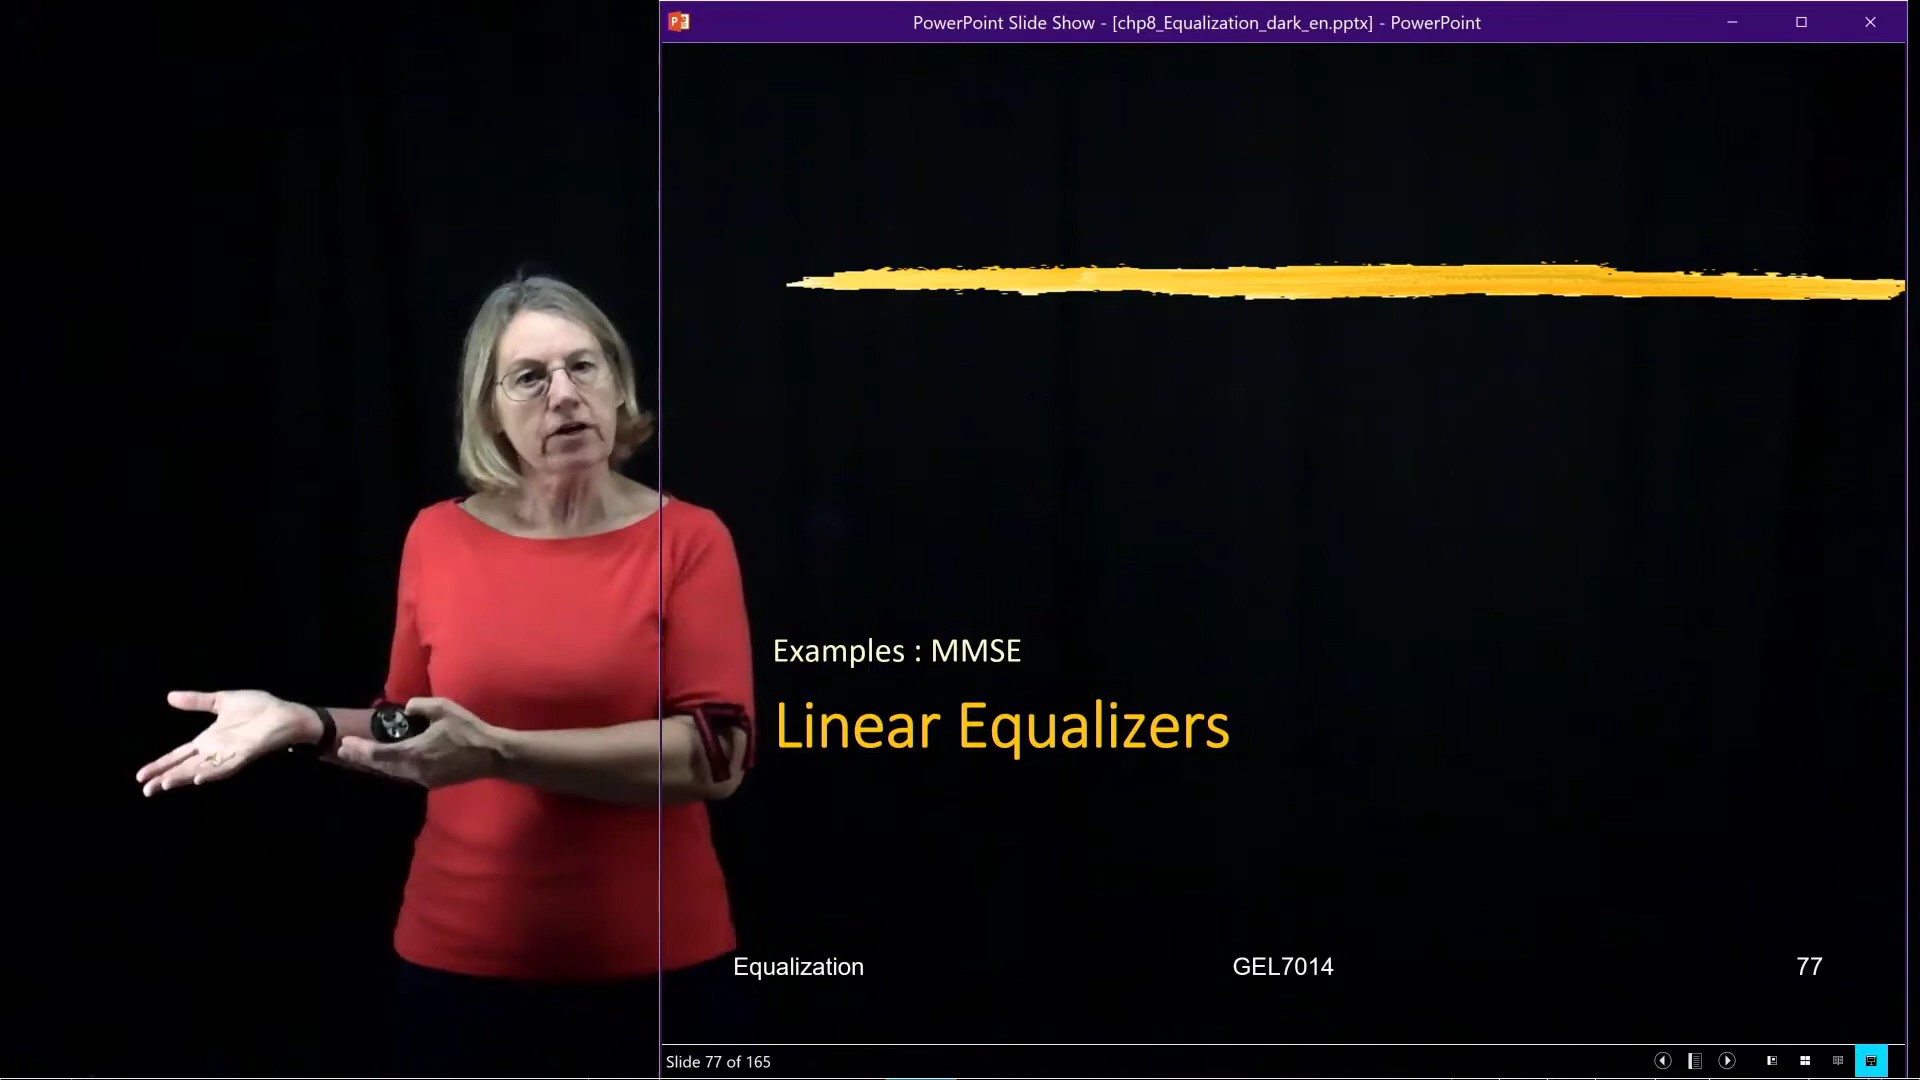 PowerPoint Slide Show - [chp8_Equalization_dark_en.pptx] - PowerPoint
Examples : MMSE
Linear Equalizers
Equalization GEL7014 77
Slide 77 of 165